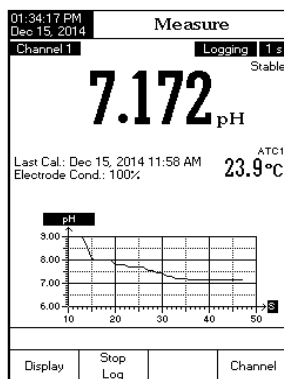 01:34:17 PM
Dec 15, 2014
Measure
Channel 1
Logging 1 s
Stable
7.172 pH
ATC1
23.9°C
Last Cal.: Dec 15, 2014 11:58 AM
Electrode Cond.: 100%
pH
9.00
8.00
7.00
6.00
10 20 30 40 50
S
Display
Stop
Log
Channel